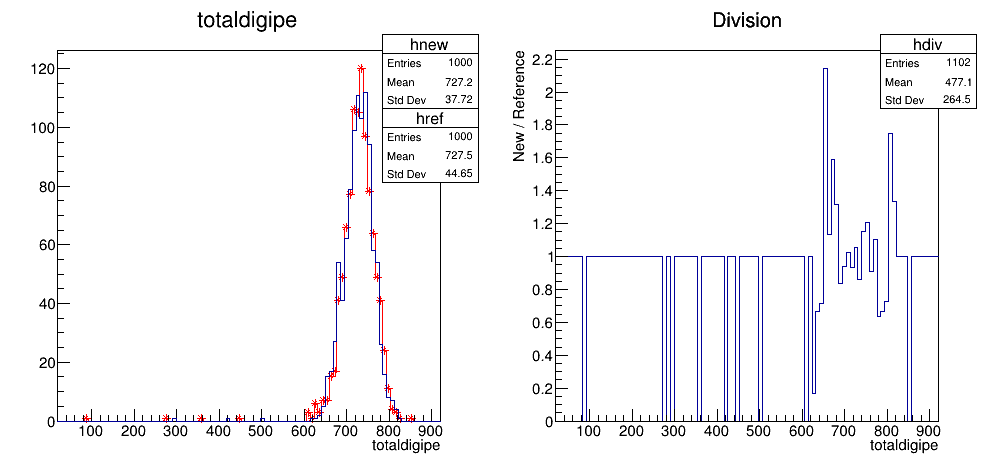 totaldigipe
hnew
Entries 1000
Mean 727.2
Std Dev 37.72
href
Entries 1000
Mean 727.5
Std Dev 44.65
120
100
80
60
40
20
0
100 200 300 400 500 600 700 800 900
totaldigipe
Division
hdiv
Entries 1102
Mean 477.1
Std Dev 264.5
New / Reference
2.2
2
1.8
1.6
1.4
1.2
1
0.8
0.6
0.4
0.2
0
100 200 300 400 500 600 700 800 900
totaldigipe